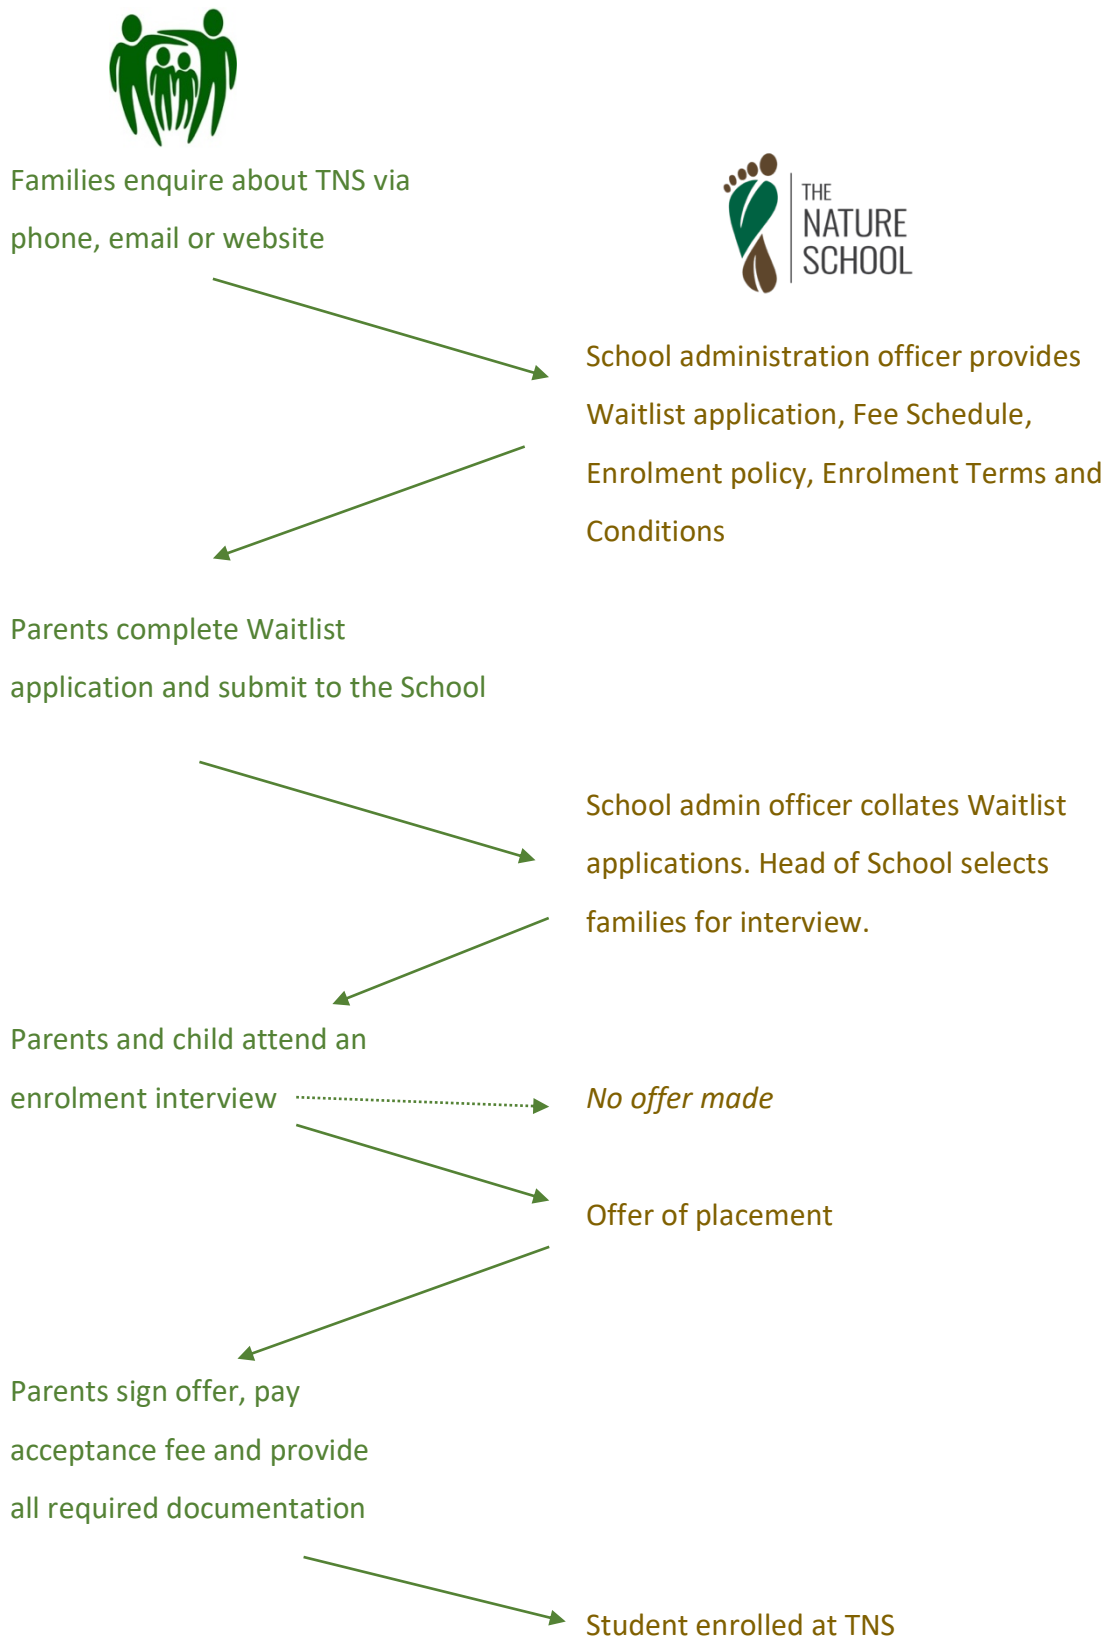 Families enquire about TNS via
phone, email or website
THE
NATURE
SCHOOL
School administration officer provides
Waitlist application, Fee Schedule,
Enrolment policy, Enrolment Terms and
Conditions
Parents complete Waitlist
application and submit to the School
School admin officer collates Waitlist
applications. Head of School selects
families for interview.
Parents and child attend an
enrolment interview
No offer made
Offer of placement
Parents sign offer, pay
acceptance fee and provide
all required documentation
Student enrolled at TNS